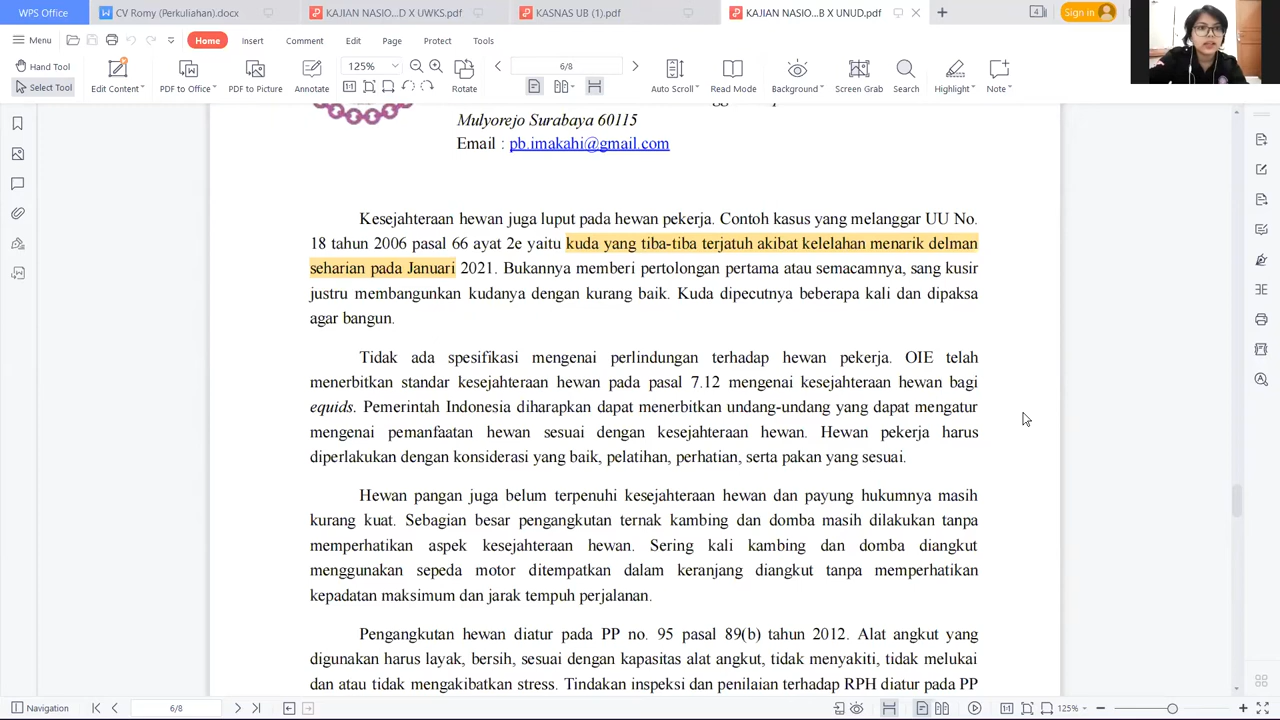 WPS Office
CV Romy (Perkuliahan).docx
KAJIAN NASIO...D X UWKS.pdf
KASNAS UB (1).pdf
KAJIAN NASIO...B X UNUD.pdf
4
Sign in
Menu
Home
Insert
Comment
Edit
Page
Protect
Tools
Hand Tool
Select Tool
Edit Content
PDF to Office
PDF to Picture
Annotate
125%
Rotate
6/8
Auto Scroll
Read Mode
Background
Screen Grab
Search
Highlight
Note
Mulyorejo Surabaya 60115
Email : pb.imakahi@gmail.com
Kesejahteraan hewan juga luput pada hewan pekerja. Contoh kasus yang melanggar UU No.
18 tahun 2006 pasal 66 ayat 2e yaitu kuda yang tiba-tiba terjatuh akibat kelelahan menarik delman
seharian pada Januari 2021. Bukannya memberi pertolongan pertama atau semacamnya, sang kusir
justru membangunkan kudanya dengan kurang baik. Kuda dipecutnya beberapa kali dan dipaksa
agar bangun.
Tidak ada spesifikasi mengenai perlindungan terhadap hewan pekerja. OIE telah
menerbitkan standar kesejahteraan hewan pada pasal 7.12 mengenai kesejahteraan hewan bagi
equids. Pemerintah Indonesia diharapkan dapat menerbitkan undang-undang yang dapat mengatur
mengenai pemanfaatan hewan sesuai dengan kesejahteraan hewan. Hewan pekerja harus
diperlakukan dengan konsiderasi yang baik, pelatihan, perhatian, serta pakan yang sesuai.
Hewan pangan juga belum terpenuhi kesejahteraan hewan dan payung hukumnya masih
kurang kuat. Sebagian besar pengangkutan ternak kambing dan domba masih dilakukan tanpa
memperhatikan aspek kesejahteraan hewan. Sering kali kambing dan domba diangkut
menggunakan sepeda motor ditempatkan dalam keranjang diangkut tanpa memperhatikan
kepadatan maksimum dan jarak tempuh perjalanan.
Pengangkutan hewan diatur pada PP no. 95 pasal 89(b) tahun 2012. Alat angkut yang
digunakan harus layak, bersih, sesuai dengan kapasitas alat angkut, tidak menyakiti, tidak melukai
dan atau tidak mengakibatkan stress. Tindakan inspeksi dan penilaian terhadap RPH diatur pada PP
Navigation
6/8
125%